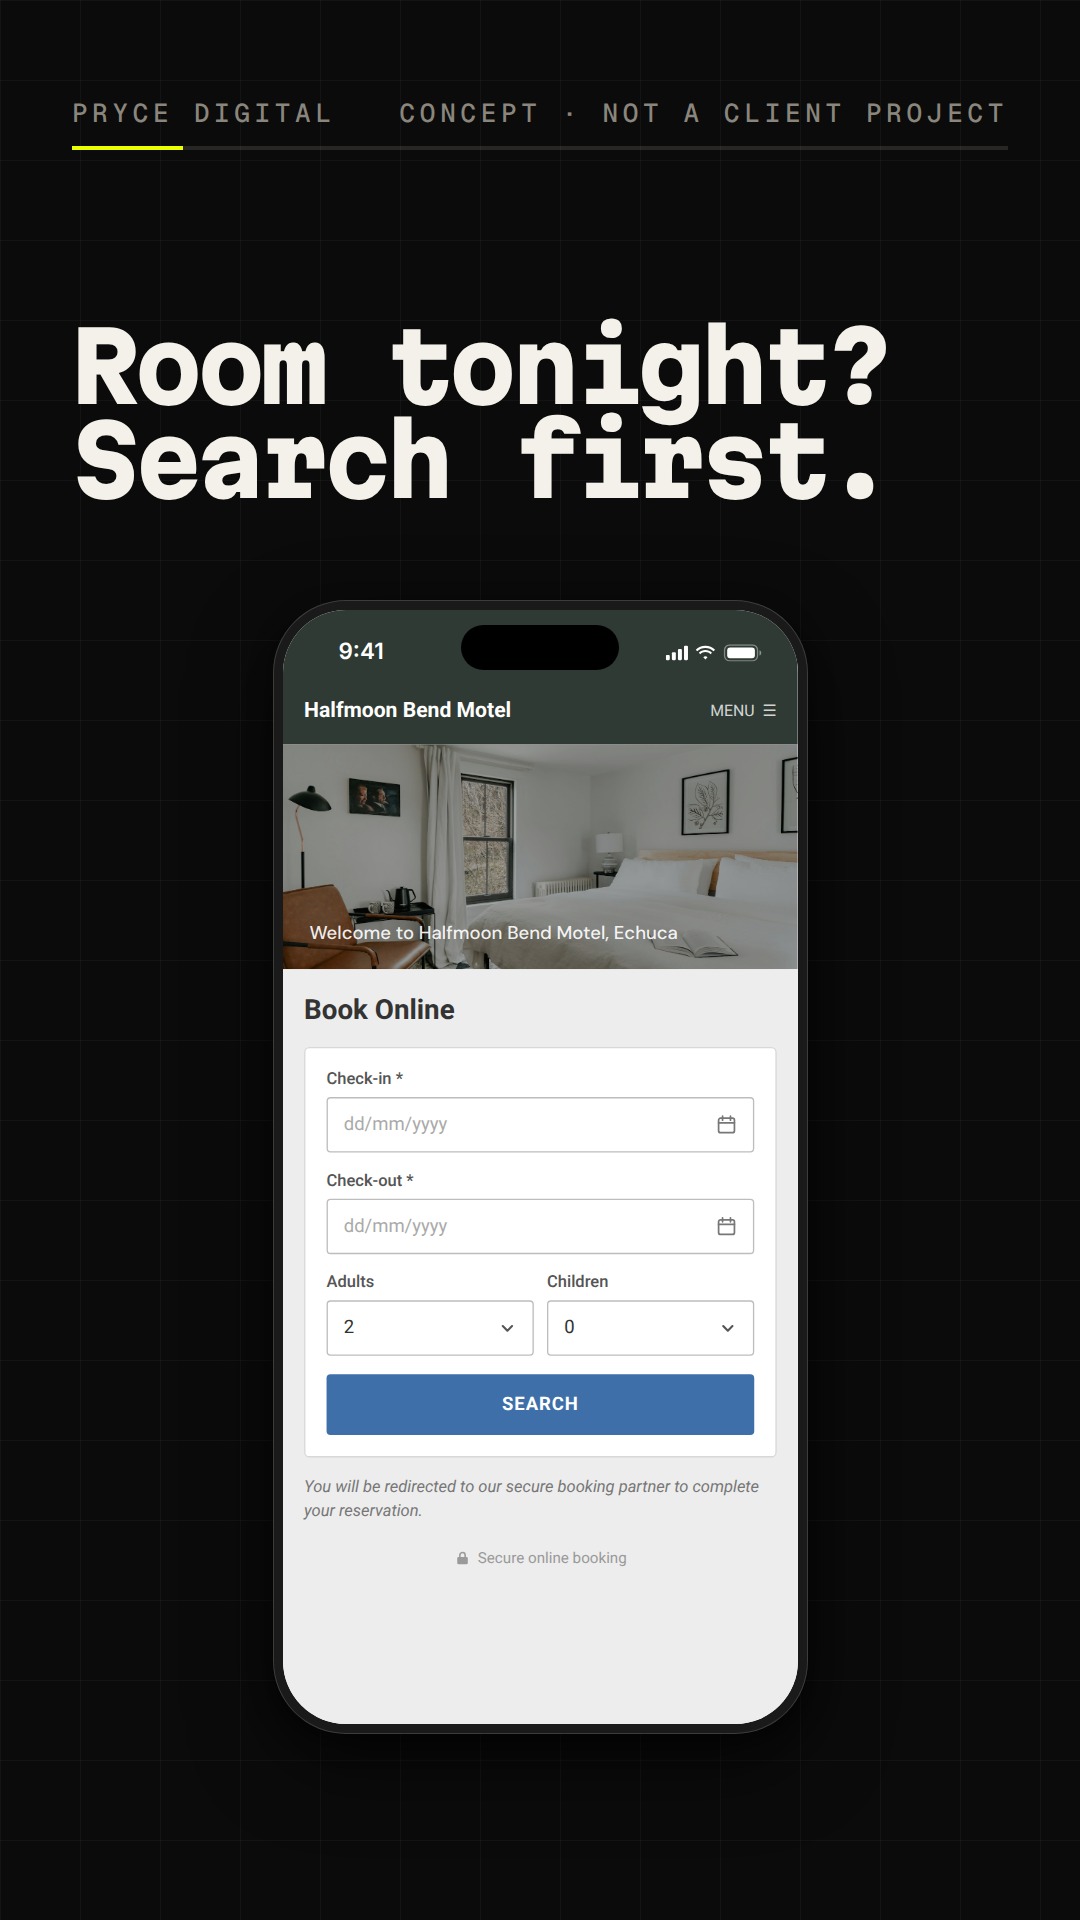 PRYCE DIGITAL CONCEPT · NOT A CLIENT PROJECT
Room tonight?
Search first.
9:41
Halfmoon Bend Motel MENU ☰
Welcome to Halfmoon Bend Motel, Echuca
Book Online
Check-in *
dd/mm/yyyy
Check-out *
dd/mm/yyyy
Adults Children
2 0
SEARCH
You will be redirected to our secure booking partner to complete
your reservation.
Secure online booking